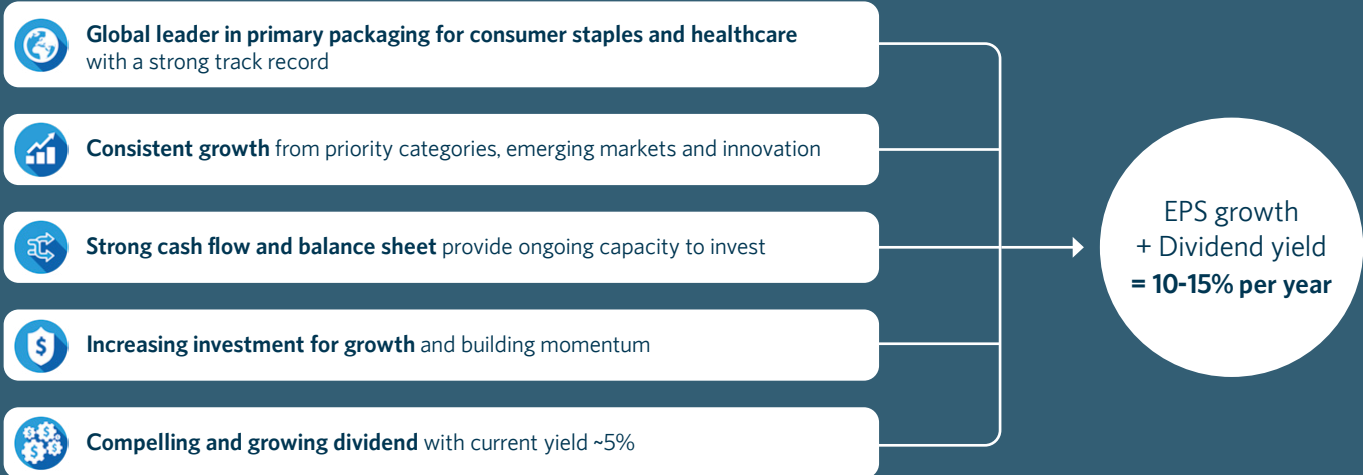 Global leader in primary packaging for consumer staples and healthcare
with a strong track record
Consistent growth from priority categories, emerging markets and innovation
Strong cash flow and balance sheet provide ongoing capacity to invest
Increasing investment for growth and building momentum
Compelling and growing dividend with current yield ~5%
EPS growth
+ Dividend yield
= 10-15% per year